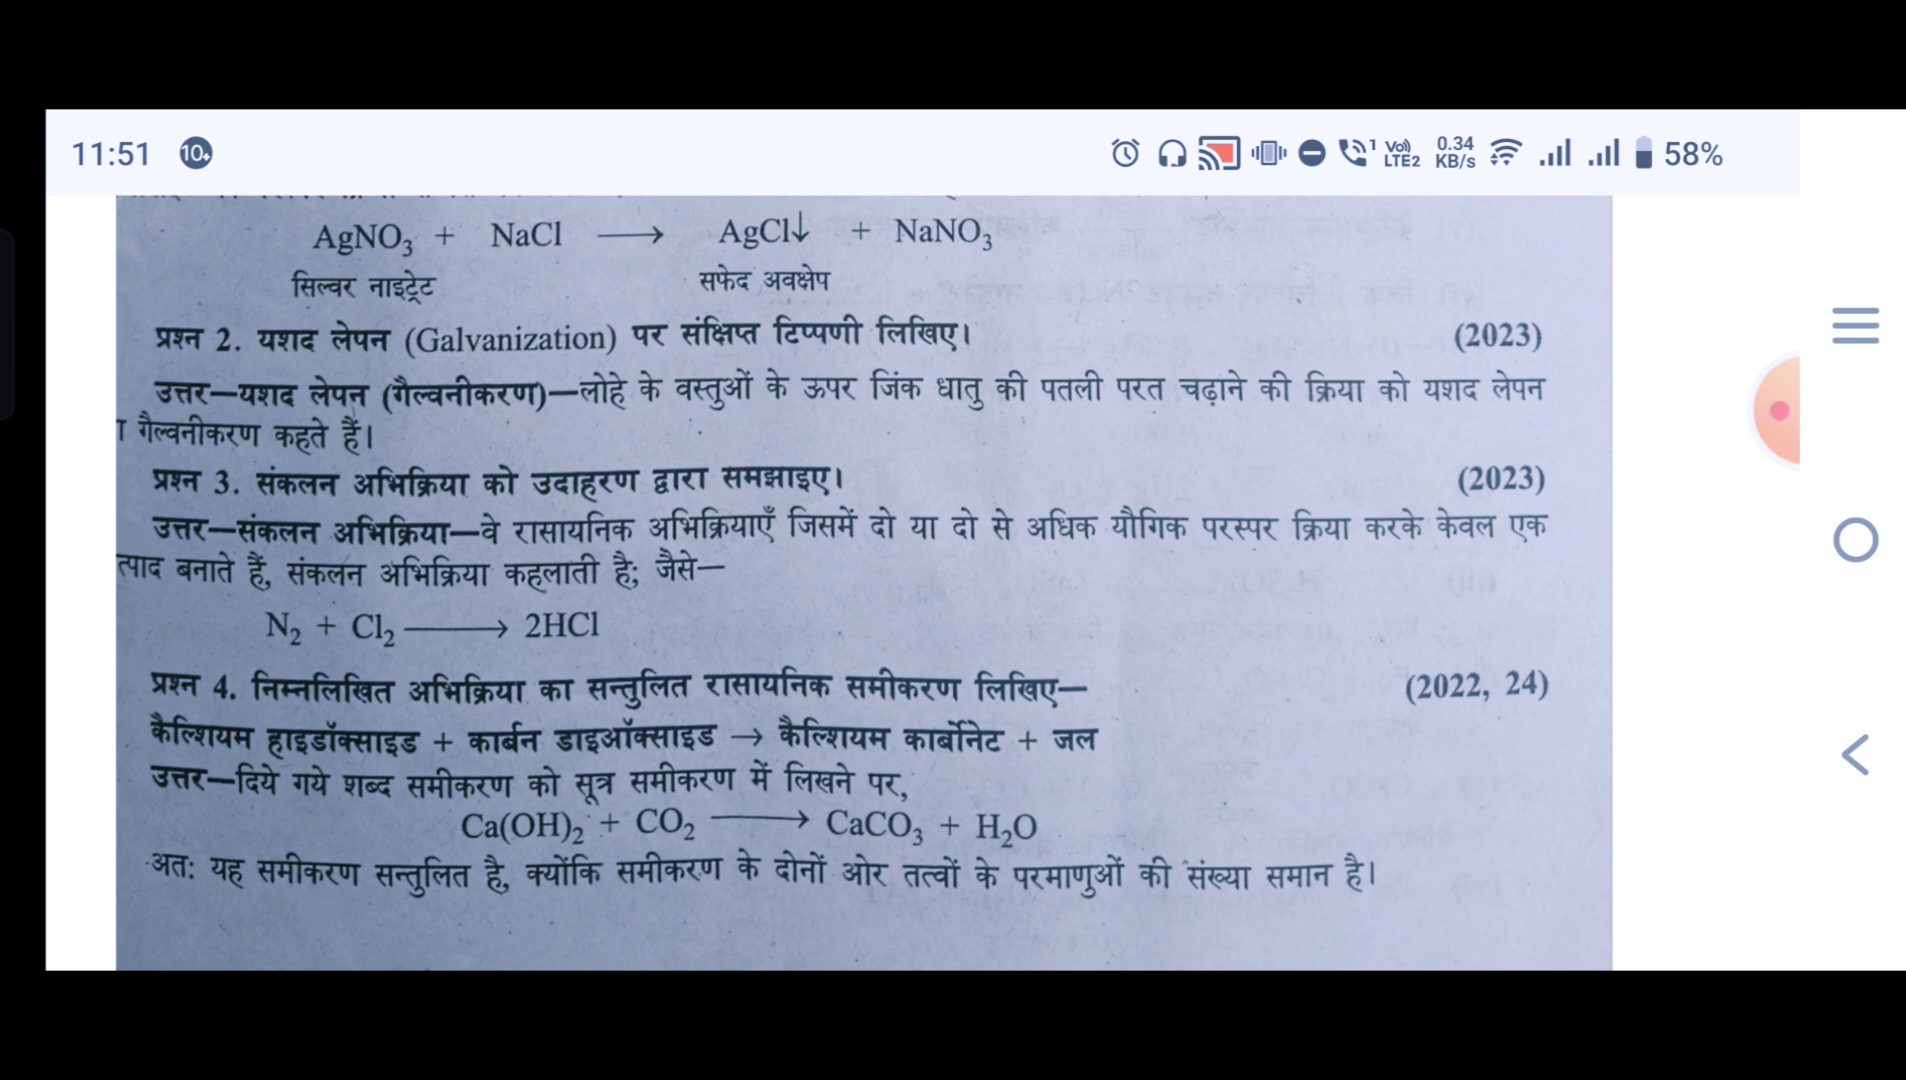 11:51 10+ 1 Vo) LTE2 0.34 KB/s 58%
AgNO₃ + NaCl ⟶ AgCl↓ + NaNO₃
सिल्वर नाइट्रेट सफेद अवक्षेप
प्रश्न 2. यशद लेपन (Galvanization) पर संक्षिप्त टिप्पणी लिखिए। (2023)
उत्तर—यशद लेपन (गैल्वनीकरण)—लोहे के वस्तुओं के ऊपर जिंक धातु की पतली परत चढ़ाने की क्रिया को यशद लेपन
गैल्वनीकरण कहते हैं।
प्रश्न 3. संकलन अभिक्रिया को उदाहरण द्वारा समझाइए। (2023)
उत्तर—संकलन अभिक्रिया—वे रासायनिक अभिक्रियाएँ जिसमें दो या दो से अधिक यौगिक परस्पर क्रिया करके केवल एक
त्पाद बनाते हैं, संकलन अभिक्रिया कहलाती है; जैसे—
N₂ + Cl₂ ⟶ 2HCl
प्रश्न 4. निम्नलिखित अभिक्रिया का सन्तुलित रासायनिक समीकरण लिखिए— (2022, 24)
कैल्शियम हाइडॉक्साइड + कार्बन डाइऑक्साइड → कैल्शियम कार्बोनेट + जल
उत्तर—दिये गये शब्द समीकरण को सूत्र समीकरण में लिखने पर,
Ca(OH)₂ + CO₂ ⟶ CaCO₃ + H₂O
अतः यह समीकरण सन्तुलित है, क्योंकि समीकरण के दोनों ओर तत्वों के परमाणुओं की संख्या समान है।